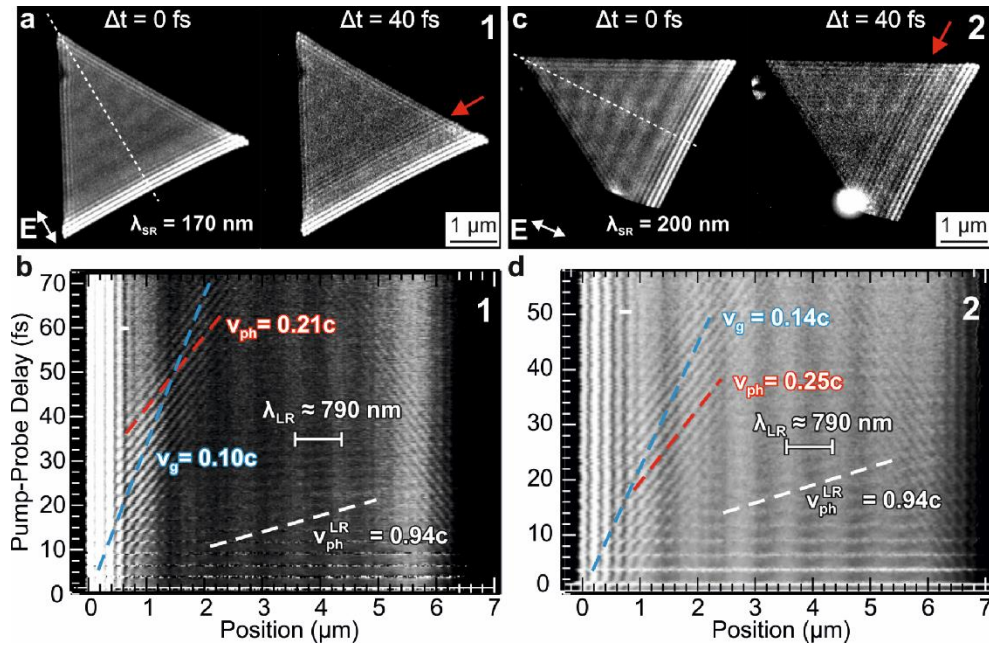 a Δt = 0 fs Δt = 40 fs 1
E λSR = 170 nm 1 µm
c Δt = 0 fs Δt = 40 fs 2
E λSR = 200 nm 1 µm
b 1
Pump-Probe Delay (fs)
70
60
50
40
30
20
10
0
vph = 0.21c
λLR ≈ 790 nm
vg = 0.10c
vphLR = 0.94c
0 1 2 3 4 5 6 7
Position (µm)
d 2
50
40
30
20
10
0
vg = 0.14c
vph = 0.25c
λLR ≈ 790 nm
vphLR = 0.94c
0 1 2 3 4 5 6 7
Position (µm)